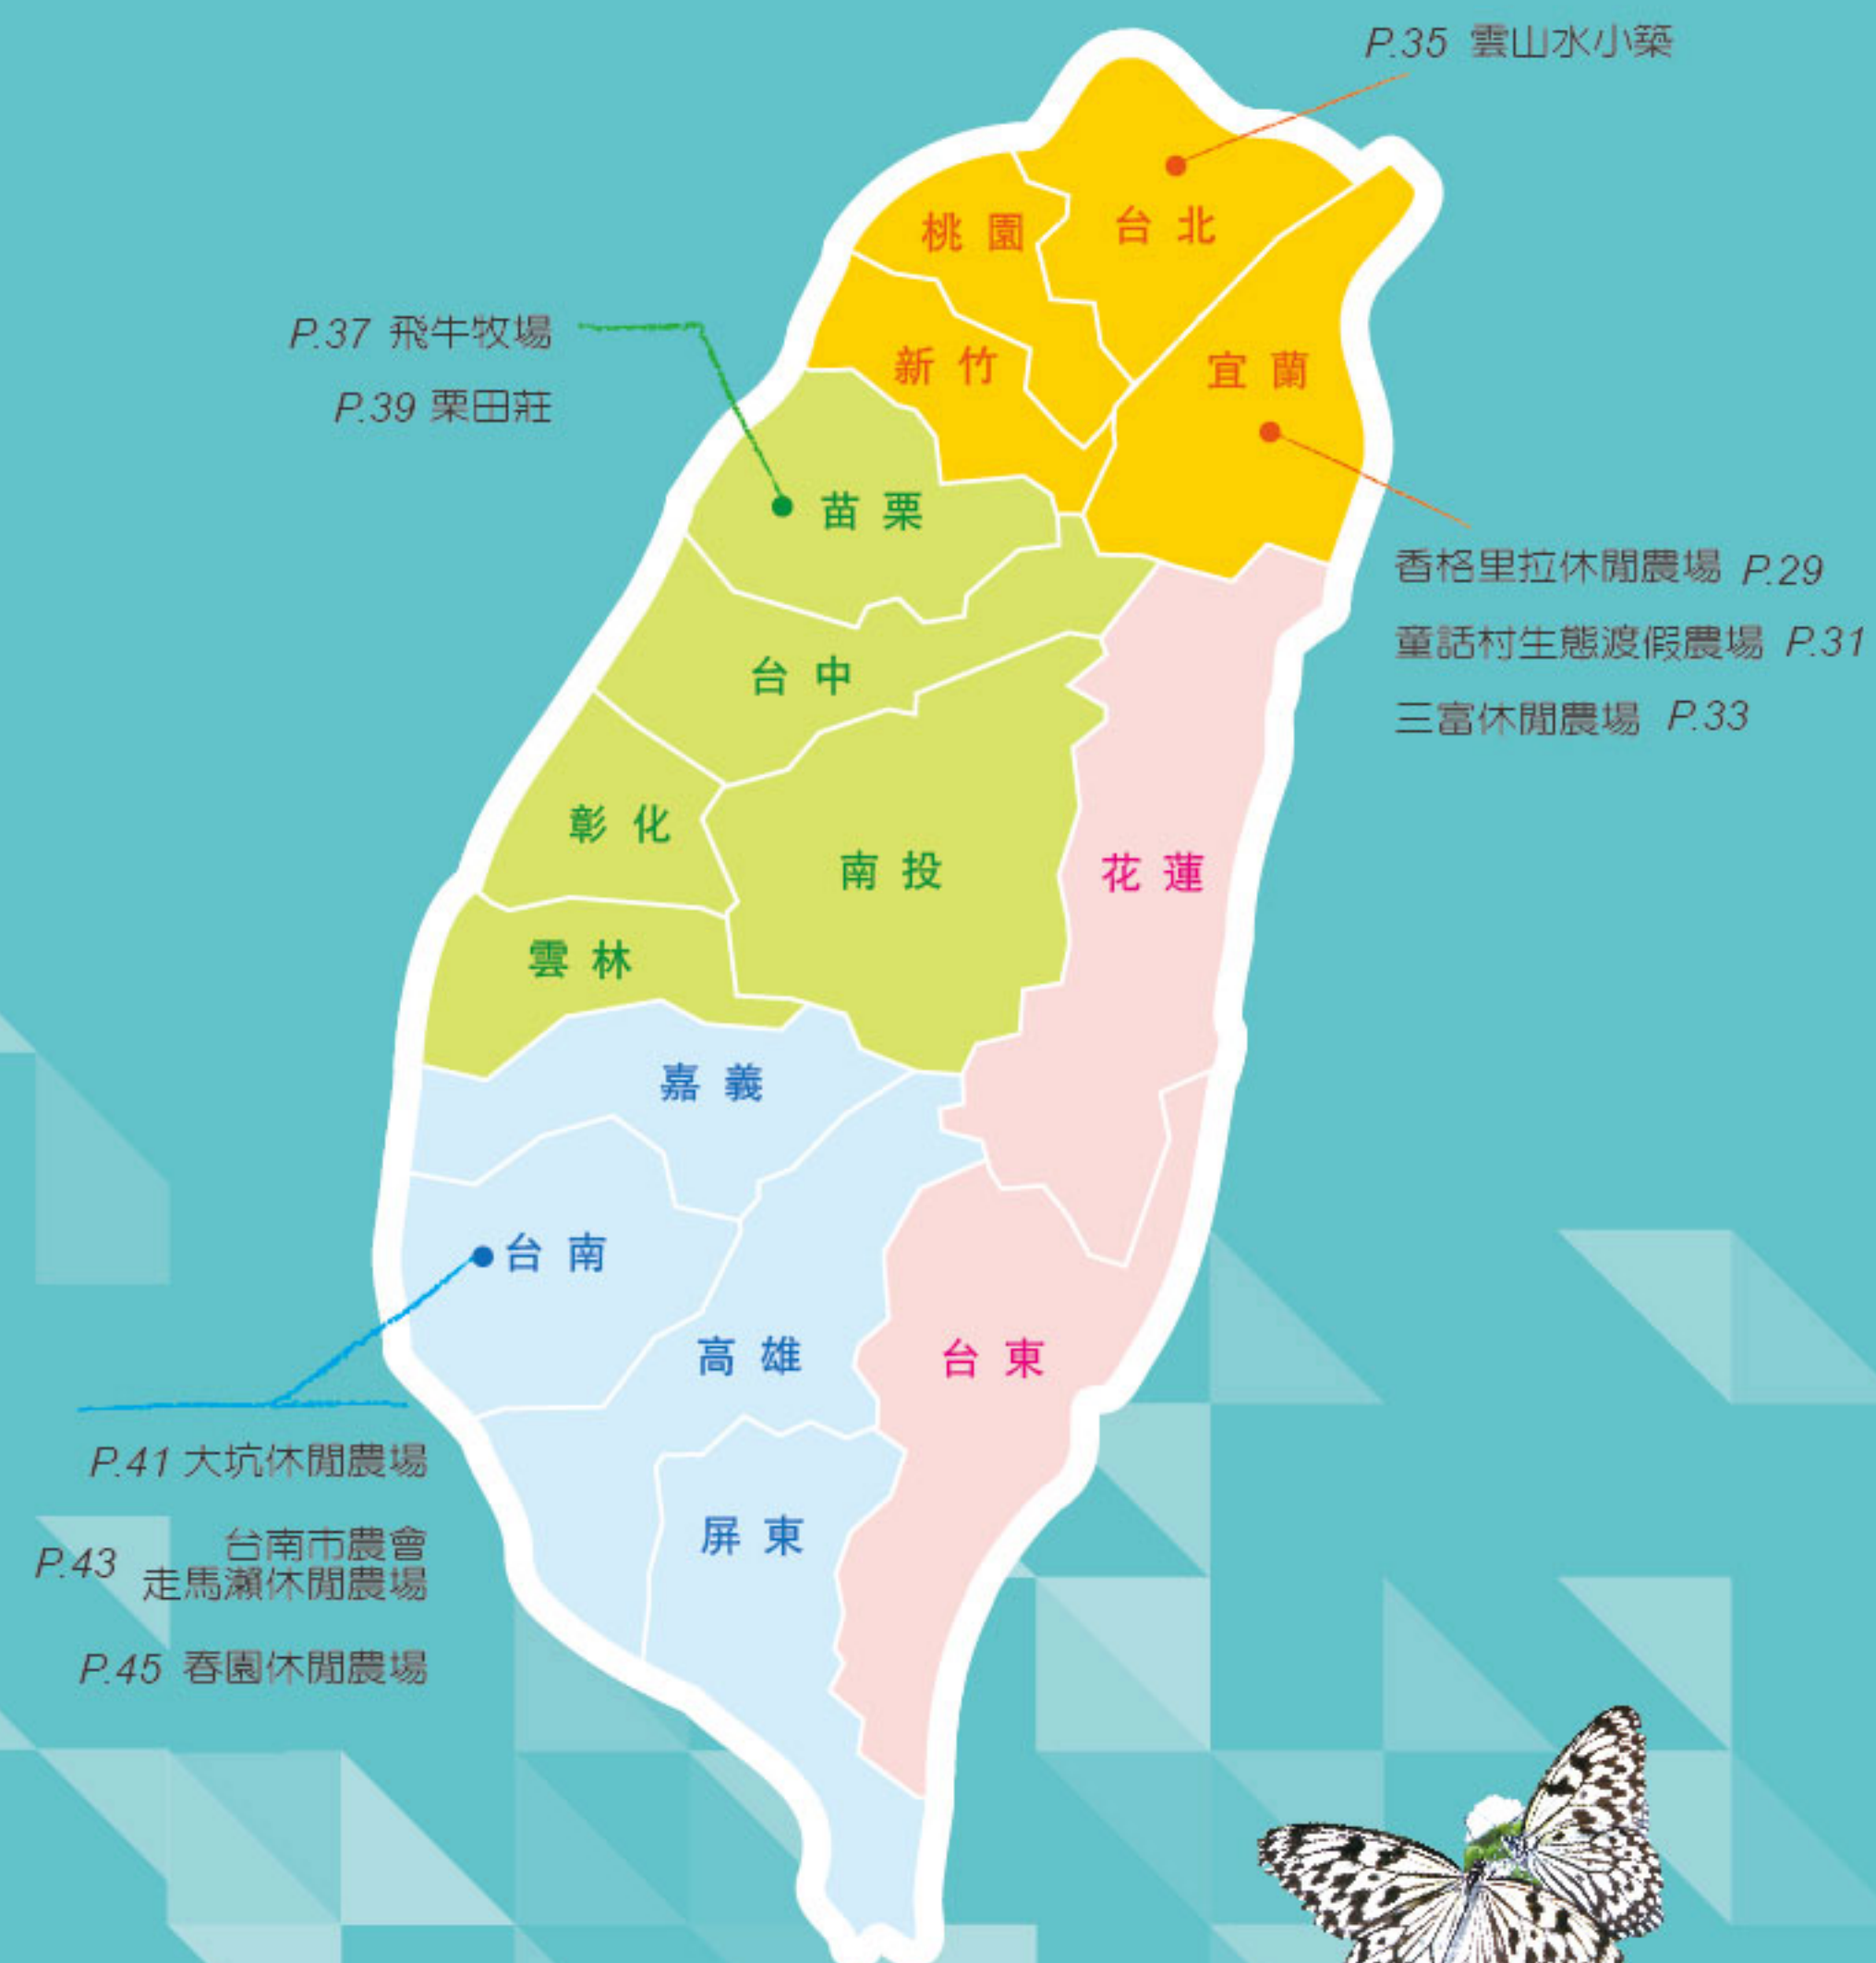 P.35 雲山水小築
桃園
台北
P.37 飛牛牧場
P.39 栗田莊
新竹
宜蘭
苗栗
香格里拉休閒農場 P.29
童話村生態渡假農場 P.31
三富休閒農場 P.33
台中
彰化
南投
花蓮
雲林
嘉義
台南
高雄
台東
P.41 大坑休閒農場
台南市農會
P.43 走馬瀨休閒農場
屏東
P.45 春園休閒農場